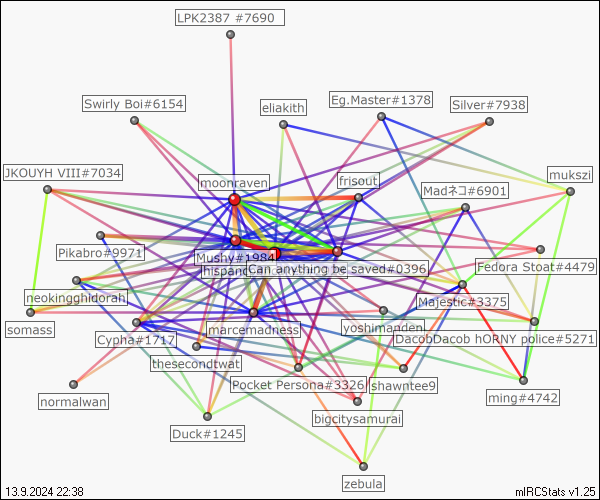 LPK2387 #7690
Swirly Boi#6154
eliakith
Eg.Master#1378
Silver#7938
JKOUYH VIII#7034
moonraven
frisout
Madネコ#6901
mukszi
Pikabro#9971
Mushy#1984
hispano
Can anything be saved#0396
Fedora Stoat#4479
neokingghidorah
Majestic#3375
somass
Cypha#1717
marcemadness
yoshimenden
DacobDacob hORNY police#5271
thesecondtwat
Pocket Persona#3326
shawntee9
ming#4742
normalwan
bigcitysamurai
Duck#1245
zebula
13.9.2024 22:38
mIRCStats v1.25